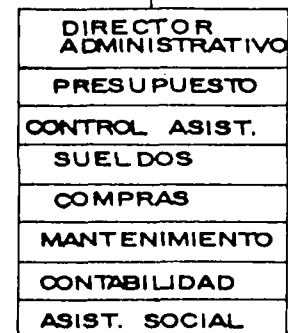 DIRECTOR
ADMINISTRATIVO
PRESUPUESTO
CONTROL ASIST.
SUELDOS
COMPRAS
MANTENIMIENTO
CONTABILIDAD
ASIST. SOCIAL